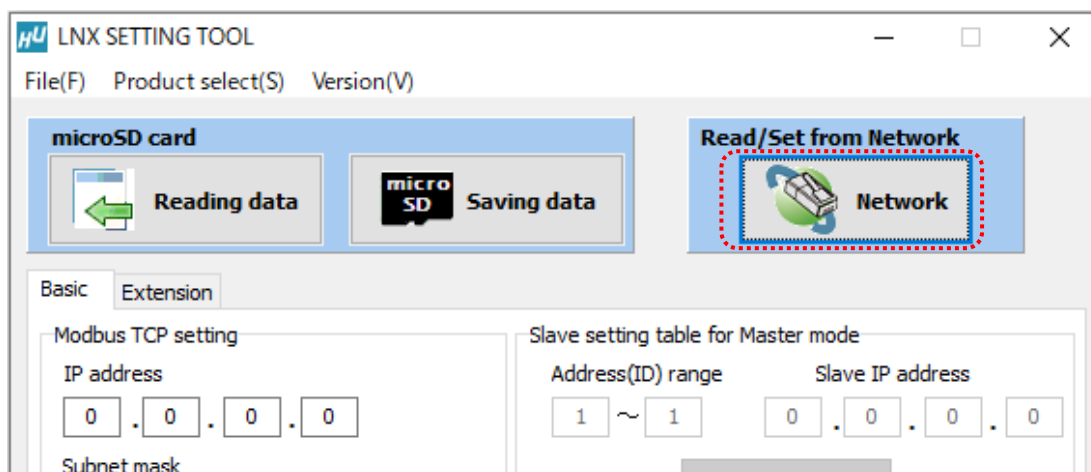 HU LNX SETTING TOOL
File(F) Product select(S) Version(V)
microSD card
Reading data
micro
SD
Saving data
Read/Set from Network
Network
Basic Extension
Modbus TCP setting
IP address
0 . 0 . 0 . 0
Subnet mask
Slave setting table for Master mode
Address(ID) range Slave IP address
1 ~ 1 0 . 0 . 0 . 0